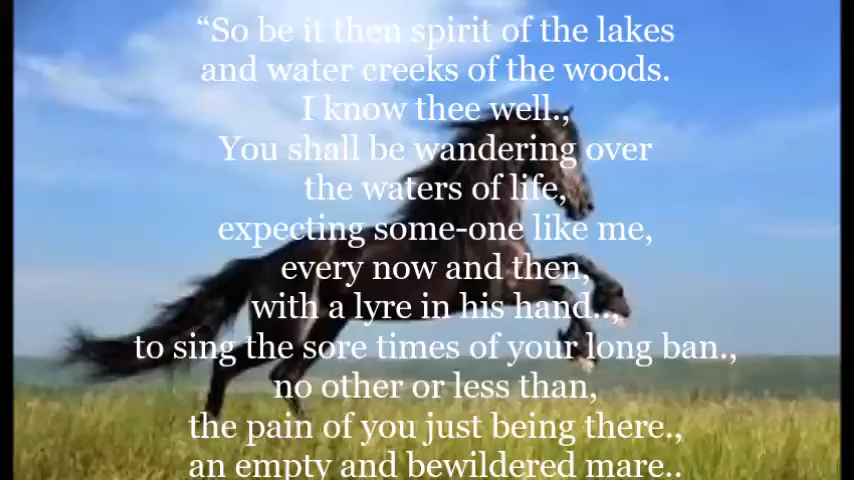 “So be it then spirit of the lakes
and water creeks of the woods.
I know thee well.,
You shall be wandering over
the waters of life,
expecting some-one like me,
every now and then,
with a lyre in his hand..,
to sing the sore times of your long ban.,
no other or less than,
the pain of you just being there.,
an empty and bewildered mare..